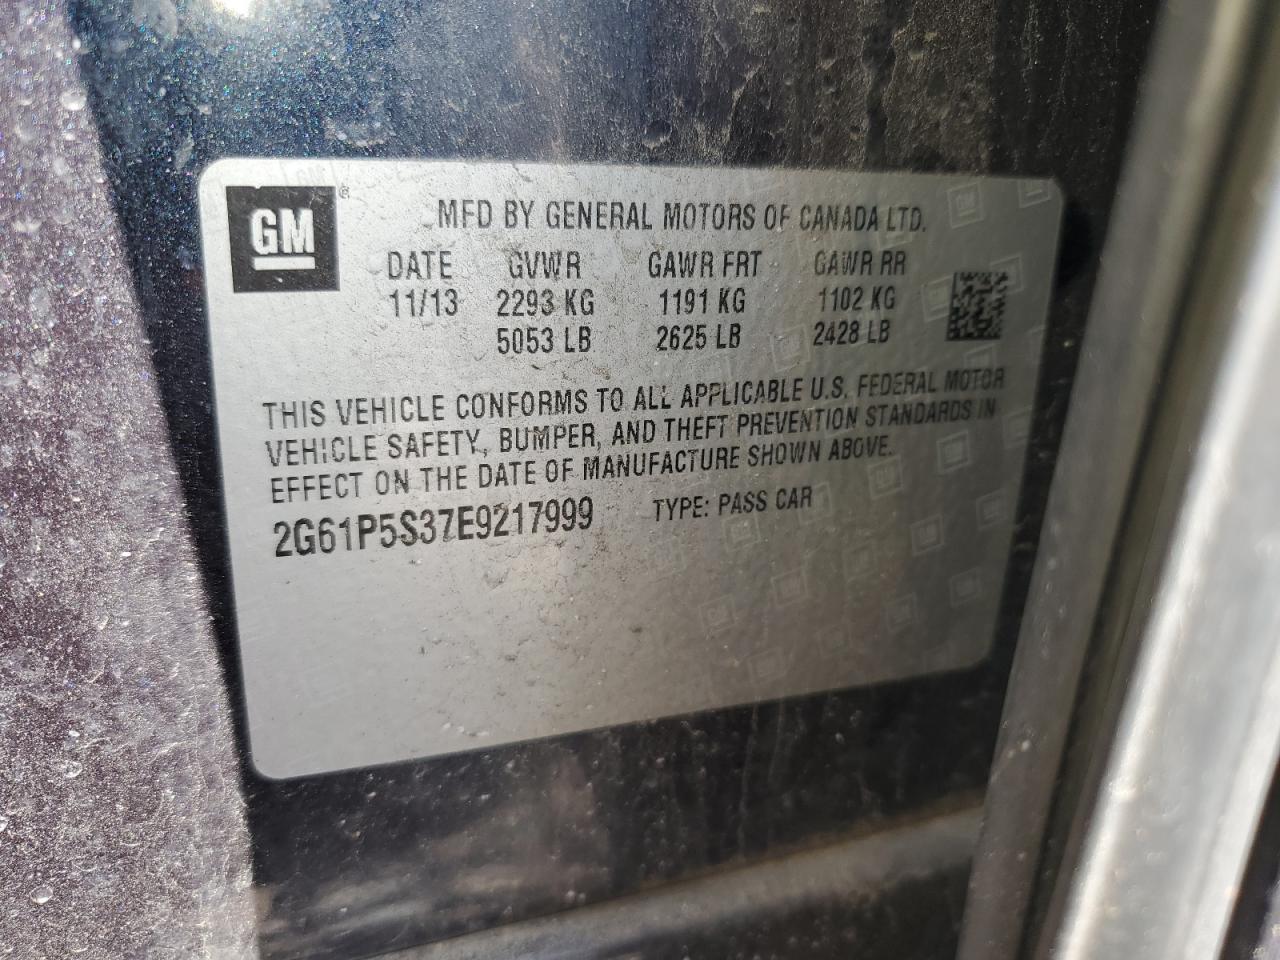 GM ®
MFD BY GENERAL MOTORS OF CANADA LTD.
DATE GVWR GAWR FRT GAWR RR
11/13 2293 KG 1191 KG 1102 KG
5053 LB 2625 LB 2428 LB
THIS VEHICLE CONFORMS TO ALL APPLICABLE U.S. FEDERAL MOTOR
VEHICLE SAFETY, BUMPER, AND THEFT PREVENTION STANDARDS IN
EFFECT ON THE DATE OF MANUFACTURE SHOWN ABOVE.
2G61P5S37E9217999 TYPE: PASS CAR